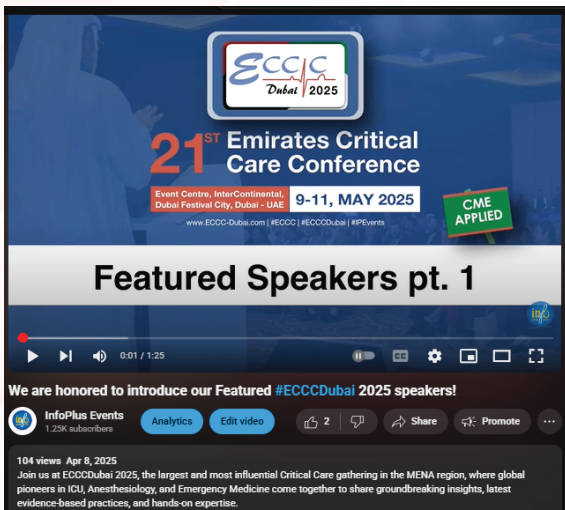 ECCC
Dubai 2025
21ST Emirates Critical
Care Conference
Event Centre, InterContinental,
Dubai Festival City, Dubai - UAE
9-11, MAY 2025
www.ECCC-Dubai.com | #ECCC | #ECCCDubai | #IPEvents
CME
APPLIED
Featured Speakers pt. 1
info
0:01 / 1:25
CC
We are honored to introduce our Featured #ECCCDubai 2025 speakers!
info
InfoPlus Events
1.25K subscribers
Analytics
Edit video
2
Share
Promote
104 views Apr 8, 2025
Join us at ECCCDubai 2025, the largest and most influential Critical Care gathering in the MENA region, where global
pioneers in ICU, Anesthesiology, and Emergency Medicine come together to share groundbreaking insights, latest
evidence-based practices, and hands-on expertise.